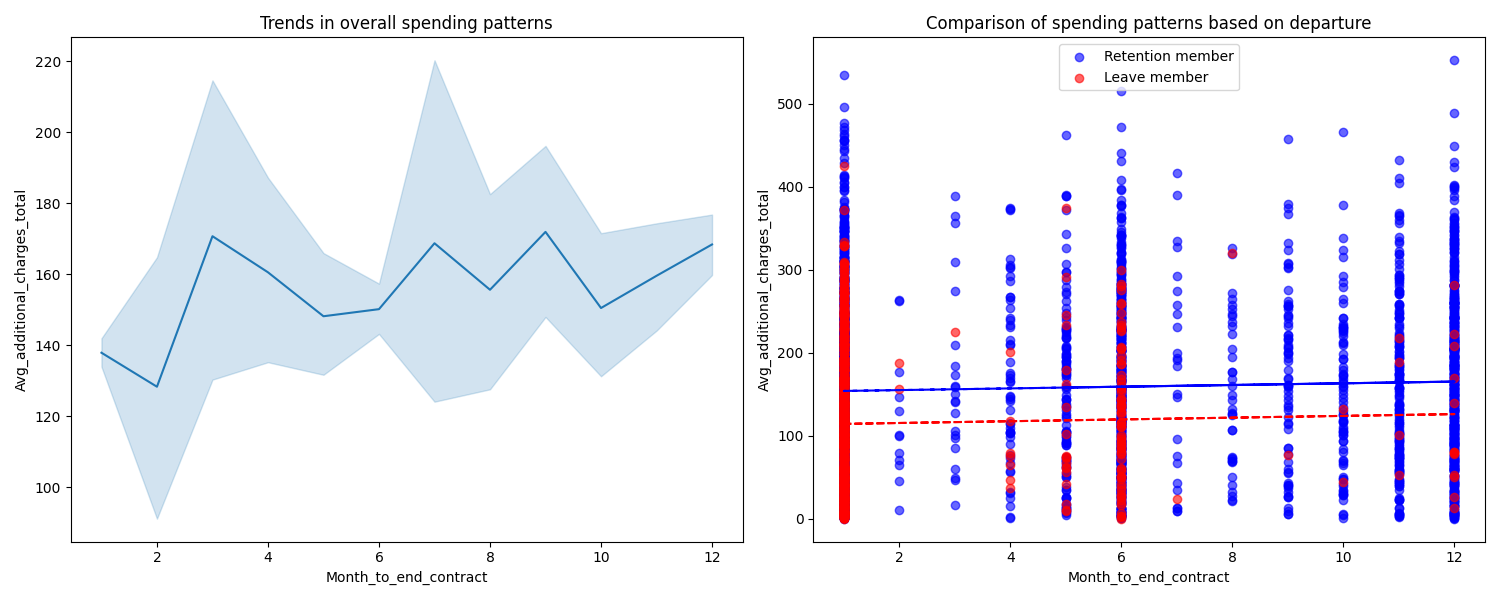 Trends in overall spending patterns
Avg_additional_charges_total
220
200
180
160
140
120
100
2 4 6 8 10 12
Month_to_end_contract
Comparison of spending patterns based on departure
Retention member
Leave member
Avg_additional_charges_total
500
400
300
200
100
0
2 4 6 8 10 12
Month_to_end_contract